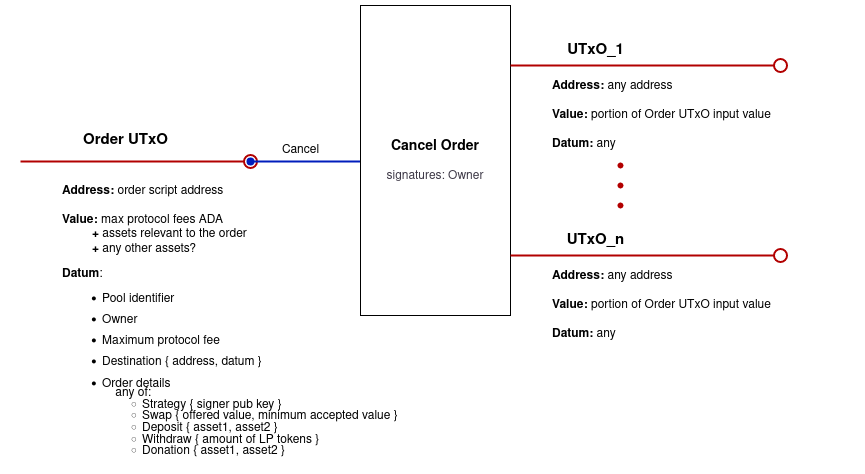 Order UTxO
Address: order script address
Value: max protocol fees ADA
+ assets relevant to the order
+ any other assets?
Datum:
• Pool identifier
• Owner
• Maximum protocol fee
• Destination { address, datum }
• Order details
any of:
○ Strategy { signer pub key }
○ Swap { offered value, minimum accepted value }
○ Deposit { asset1, asset2 }
○ Withdraw { amount of LP tokens }
○ Donation { asset1, asset2 }
Cancel
Cancel Order
signatures: Owner
UTxO_1
Address: any address
Value: portion of Order UTxO input value
Datum: any
UTxO_n
Address: any address
Value: portion of Order UTxO input value
Datum: any